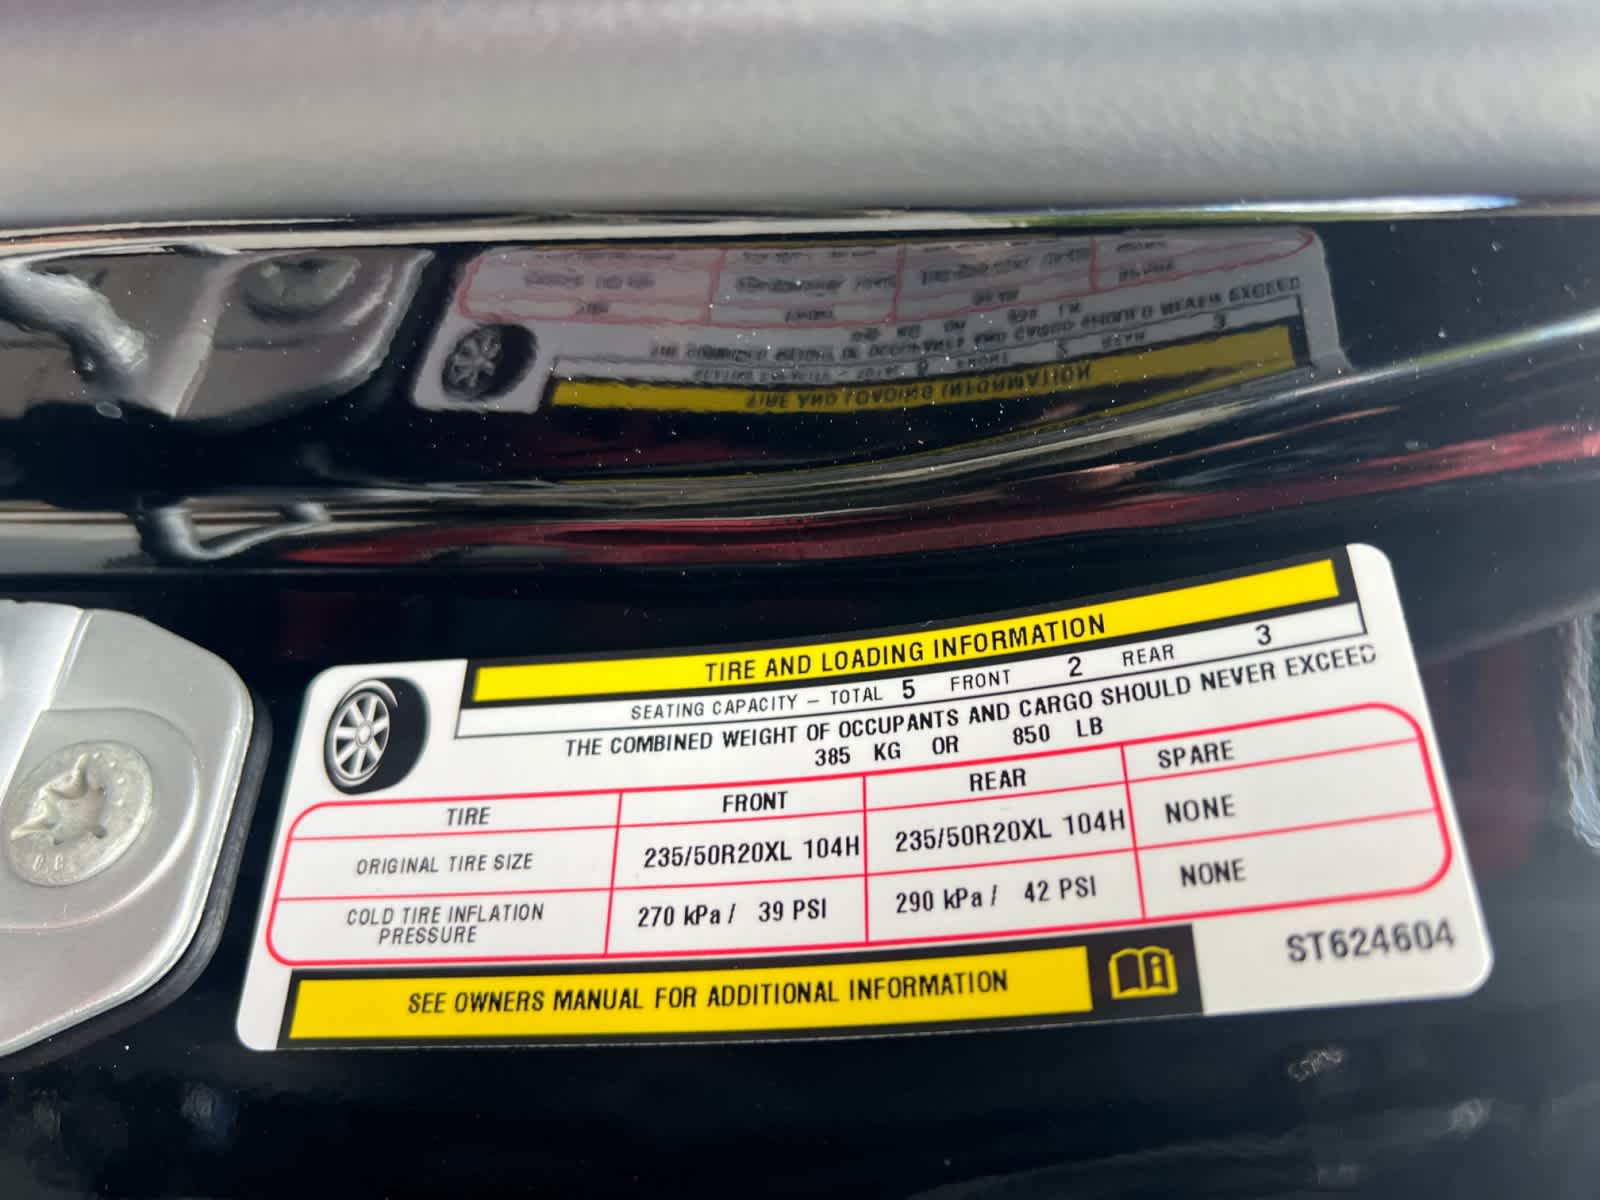 TIRE AND LOADING INFORMATION
SEATING CAPACITY – TOTAL 5 FRONT 2 REAR 3
THE COMBINED WEIGHT OF OCCUPANTS AND CARGO SHOULD NEVER EXCEED
385 KG OR 850 LB
TIRE FRONT REAR SPARE
ORIGINAL TIRE SIZE 235/50R20XL 104H 235/50R20XL 104H NONE
COLD TIRE INFLATION PRESSURE 270 kPa / 39 PSI 290 kPa / 42 PSI NONE
SEE OWNERS MANUAL FOR ADDITIONAL INFORMATION
ST624604